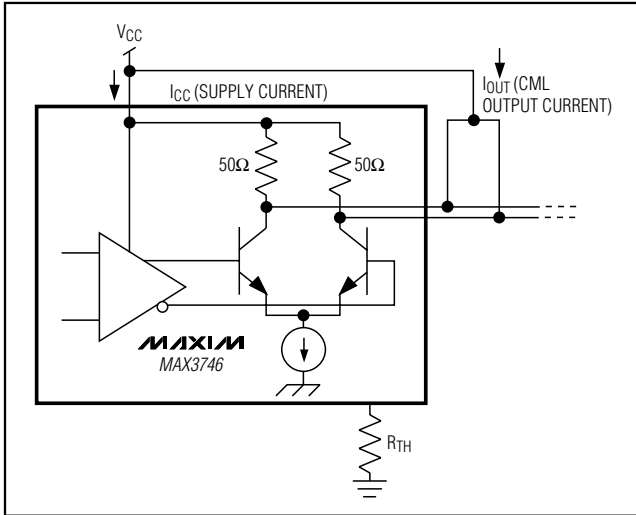 VCC
ICC (SUPPLY CURRENT)
IOUT (CML
OUTPUT CURRENT)
50Ω
50Ω
MAXIM
MAX3746
RTH